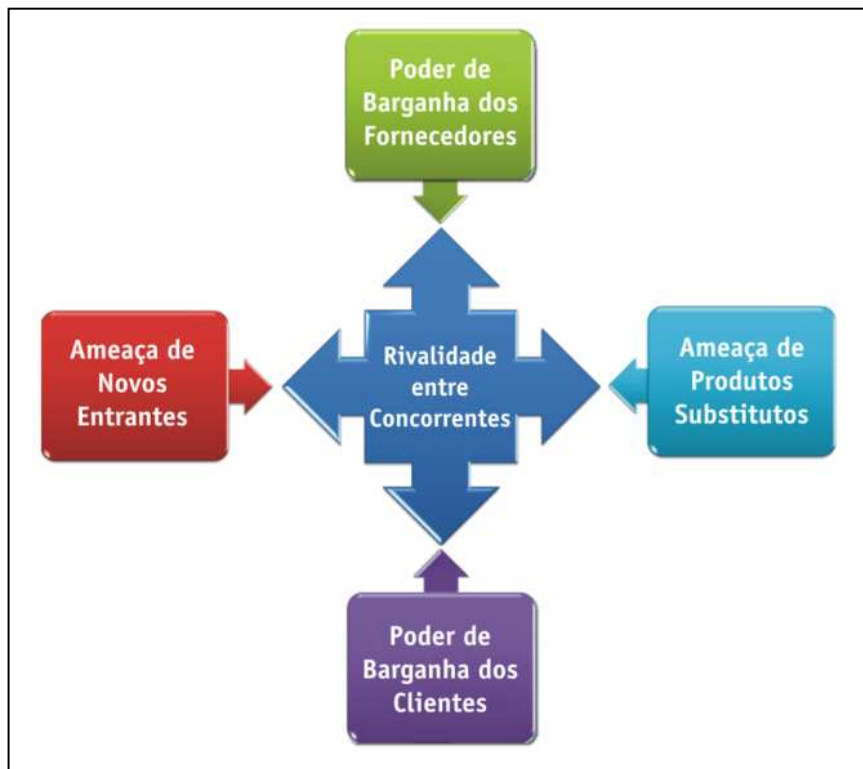 Poder de
Barganha dos
Fornecedores
Ameaça de
Novos
Entrantes
Rivalidade
entre
Concorrentes
Ameaça de
Produtos
Substitutos
Poder de
Barganha dos
Clientes